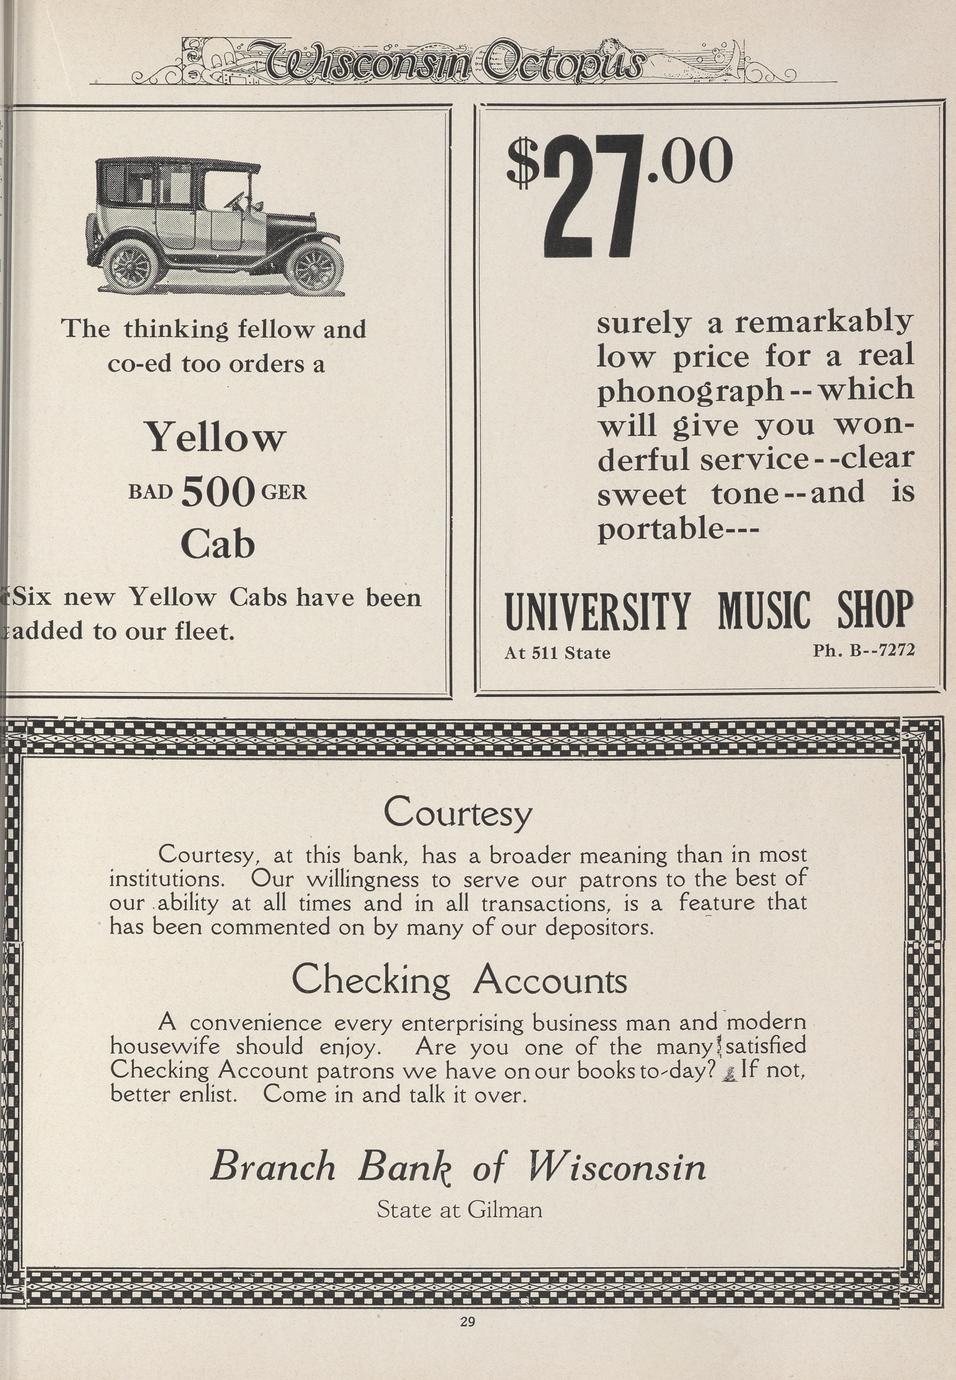 Wisconsin Octopus
The thinking fellow and
co-ed too orders a
Yellow
BAD 500 GER
Cab
Six new Yellow Cabs have been
added to our fleet.
$27.00
surely a remarkably
low price for a real
phonograph--which
will give you won-
derful service--clear
sweet tone--and is
portable---
UNIVERSITY MUSIC SHOP
At 511 State Ph. B--7272
Courtesy
Courtesy, at this bank, has a broader meaning than in most
institutions. Our willingness to serve our patrons to the best of
our ability at all times and in all transactions, is a feature that
has been commented on by many of our depositors.
Checking Accounts
A convenience every enterprising business man and modern
housewife should enjoy. Are you one of the many satisfied
Checking Account patrons we have on our books to-day? If not,
better enlist. Come in and talk it over.
Branch Bank of Wisconsin
State at Gilman
29